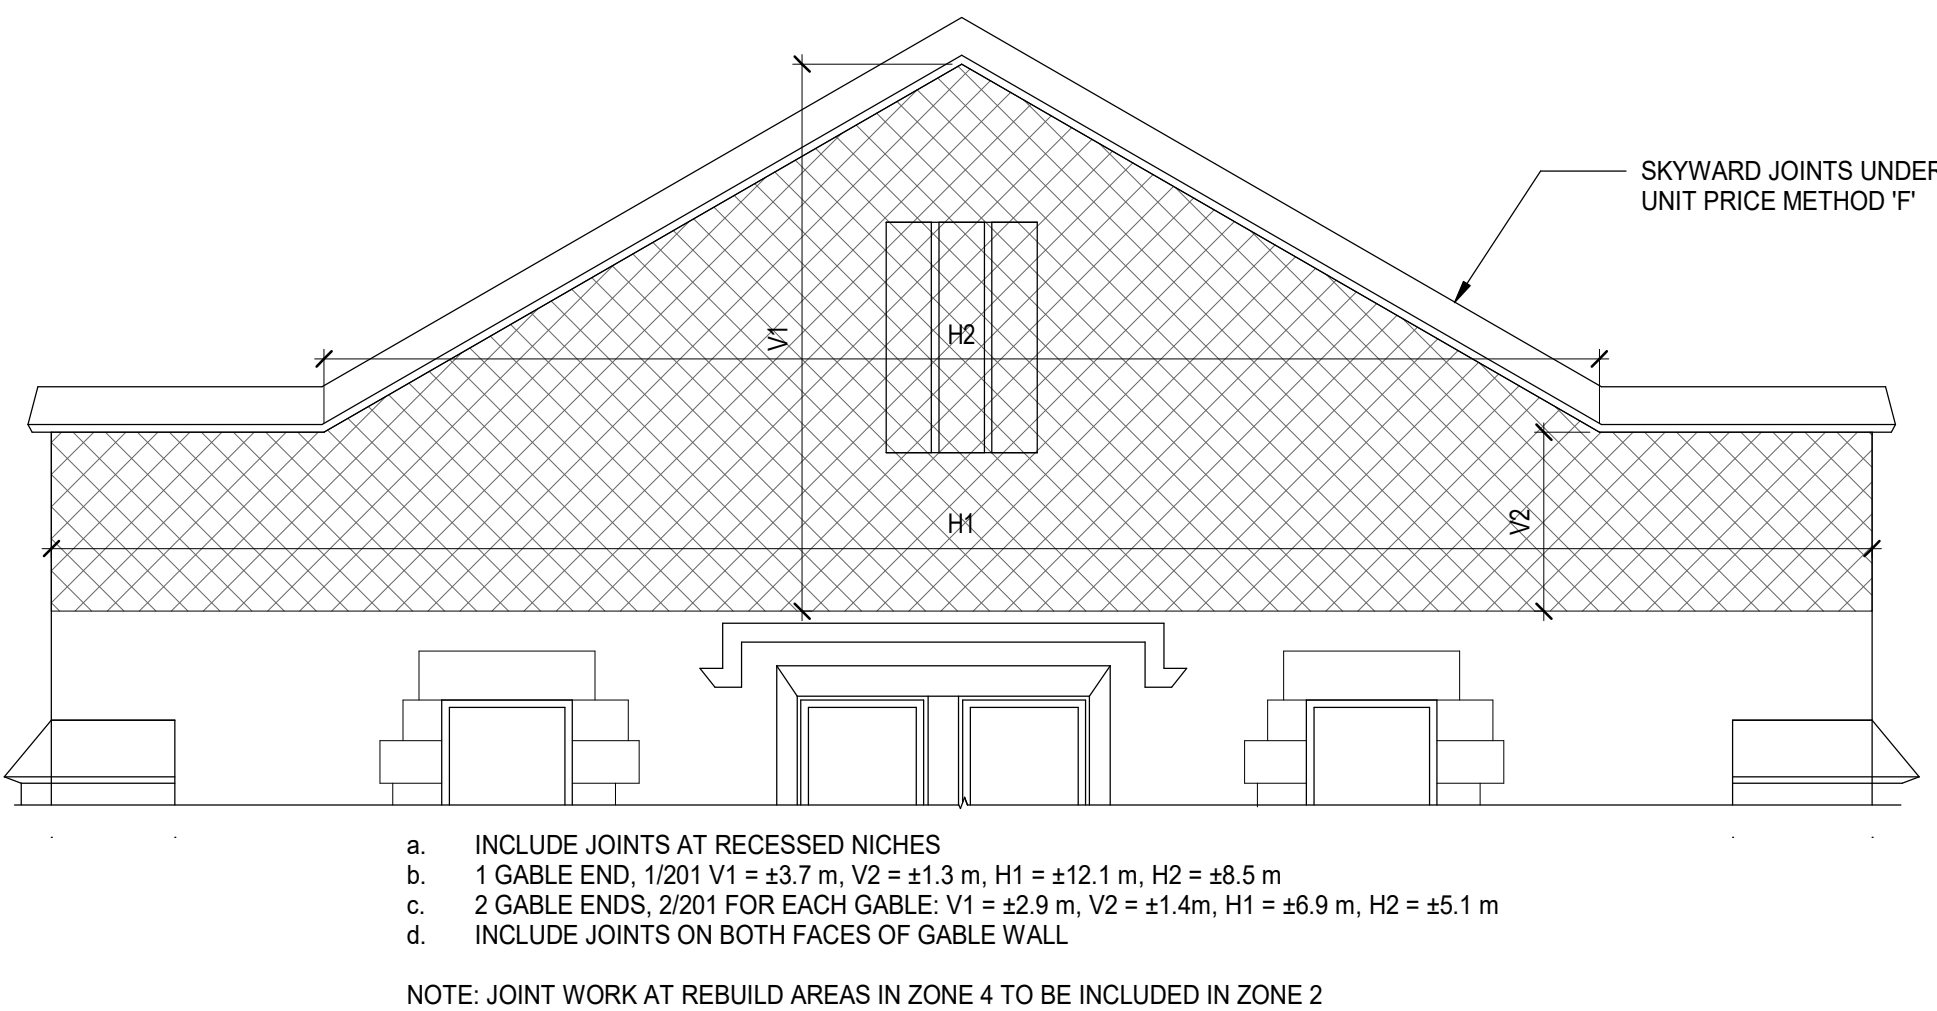 SKYWARD JOINTS UNDER
UNIT PRICE METHOD 'F'
V1
H2
H1
V2
a. INCLUDE JOINTS AT RECESSED NICHES
b. 1 GABLE END, 1/201 V1 = ±3.7 m, V2 = ±1.3 m, H1 = ±12.1 m, H2 = ±8.5 m
c. 2 GABLE ENDS, 2/201 FOR EACH GABLE: V1 = ±2.9 m, V2 = ±1.4m, H1 = ±6.9 m, H2 = ±5.1 m
d. INCLUDE JOINTS ON BOTH FACES OF GABLE WALL
NOTE: JOINT WORK AT REBUILD AREAS IN ZONE 4 TO BE INCLUDED IN ZONE 2